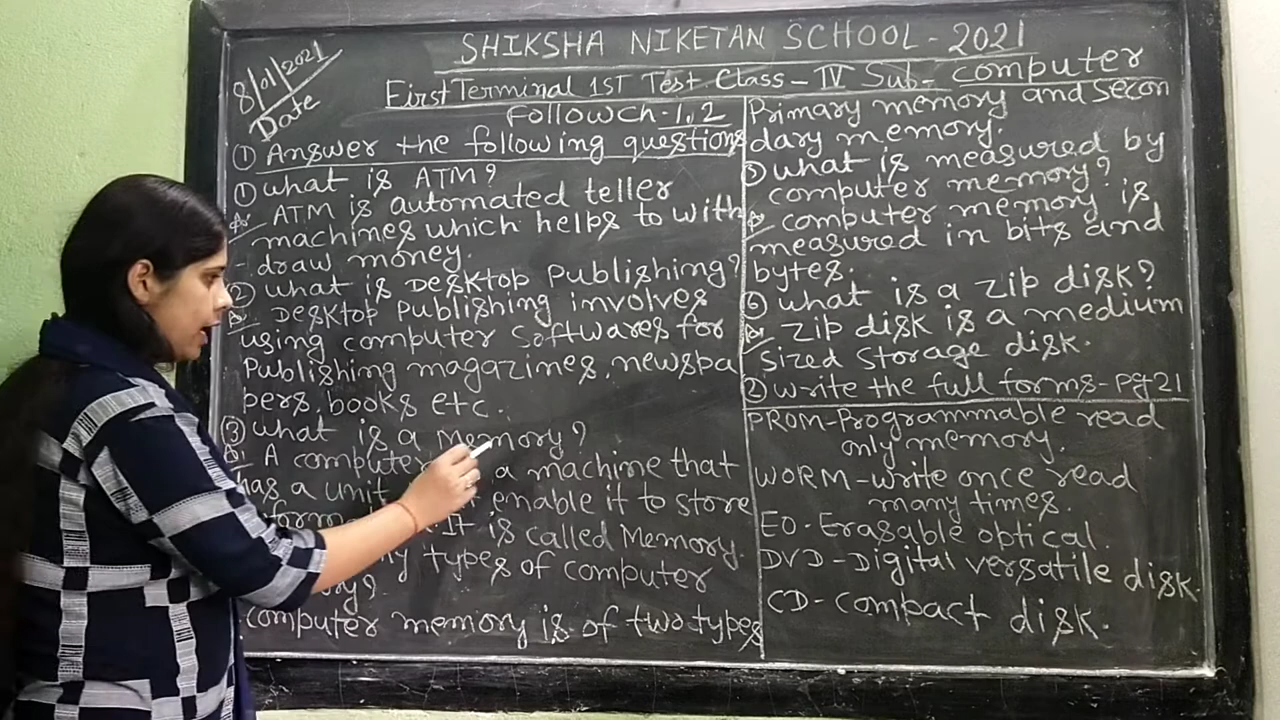 SHIKSHA NIKETAN SCHOOL - 2021
8/01/2021
Date
First Terminal 1ST Test Class - IV Sub - computer
Follow Ch - 1, 2
① Answer the following questions
① what is ATM?
A. ATM is automated teller
machines which helps to with
- draw money.
② what is Desktop publishing?
A. Desktop publishing involves
using computer softwares for
Publishing magazines, newspa
pers, books etc.
③ what is a memory?
A. A computer a machine that
has a unit enable it to store
It is called Memory.
types of computer
computer memory is of two types
Primary memory and secon
dary memory.
⑤ what is measured by
computer memory?
A. computer memory is
measured in bits and
bytes.
⑥ what is a zip disk?
A. zip disk is a medium
sized storage disk.
② write the full forms - pg 21
PROM - Programmable read
only memory.
WORM - write once read
many times.
EO - Erasable optical.
DVD - Digital versatile disk.
CD - compact disk.